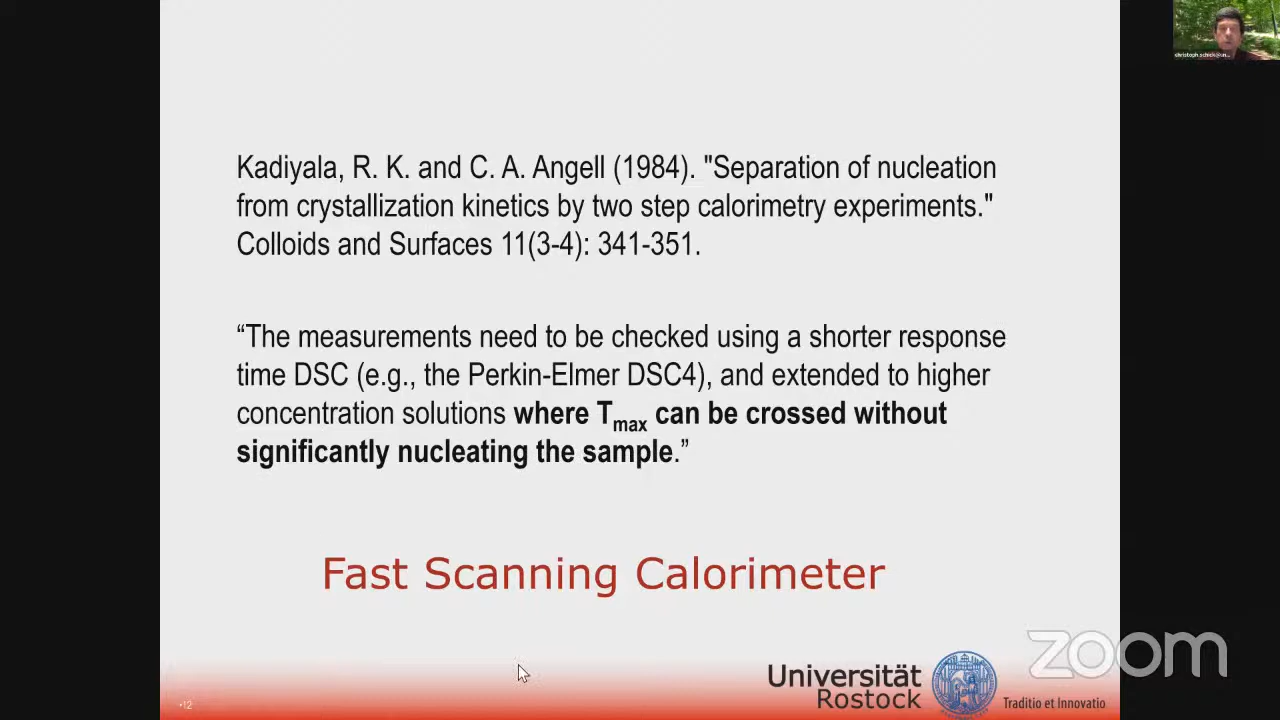 Kadiyala, R. K. and C. A. Angell (1984). "Separation of nucleation
from crystallization kinetics by two step calorimetry experiments."
Colloids and Surfaces 11(3-4): 341-351.
“The measurements need to be checked using a shorter response
time DSC (e.g., the Perkin-Elmer DSC4), and extended to higher
concentration solutions where Tmax can be crossed without
significantly nucleating the sample.”
Fast Scanning Calorimeter
•12
Universität
Rostock
Traditio et Innovatio
zoom